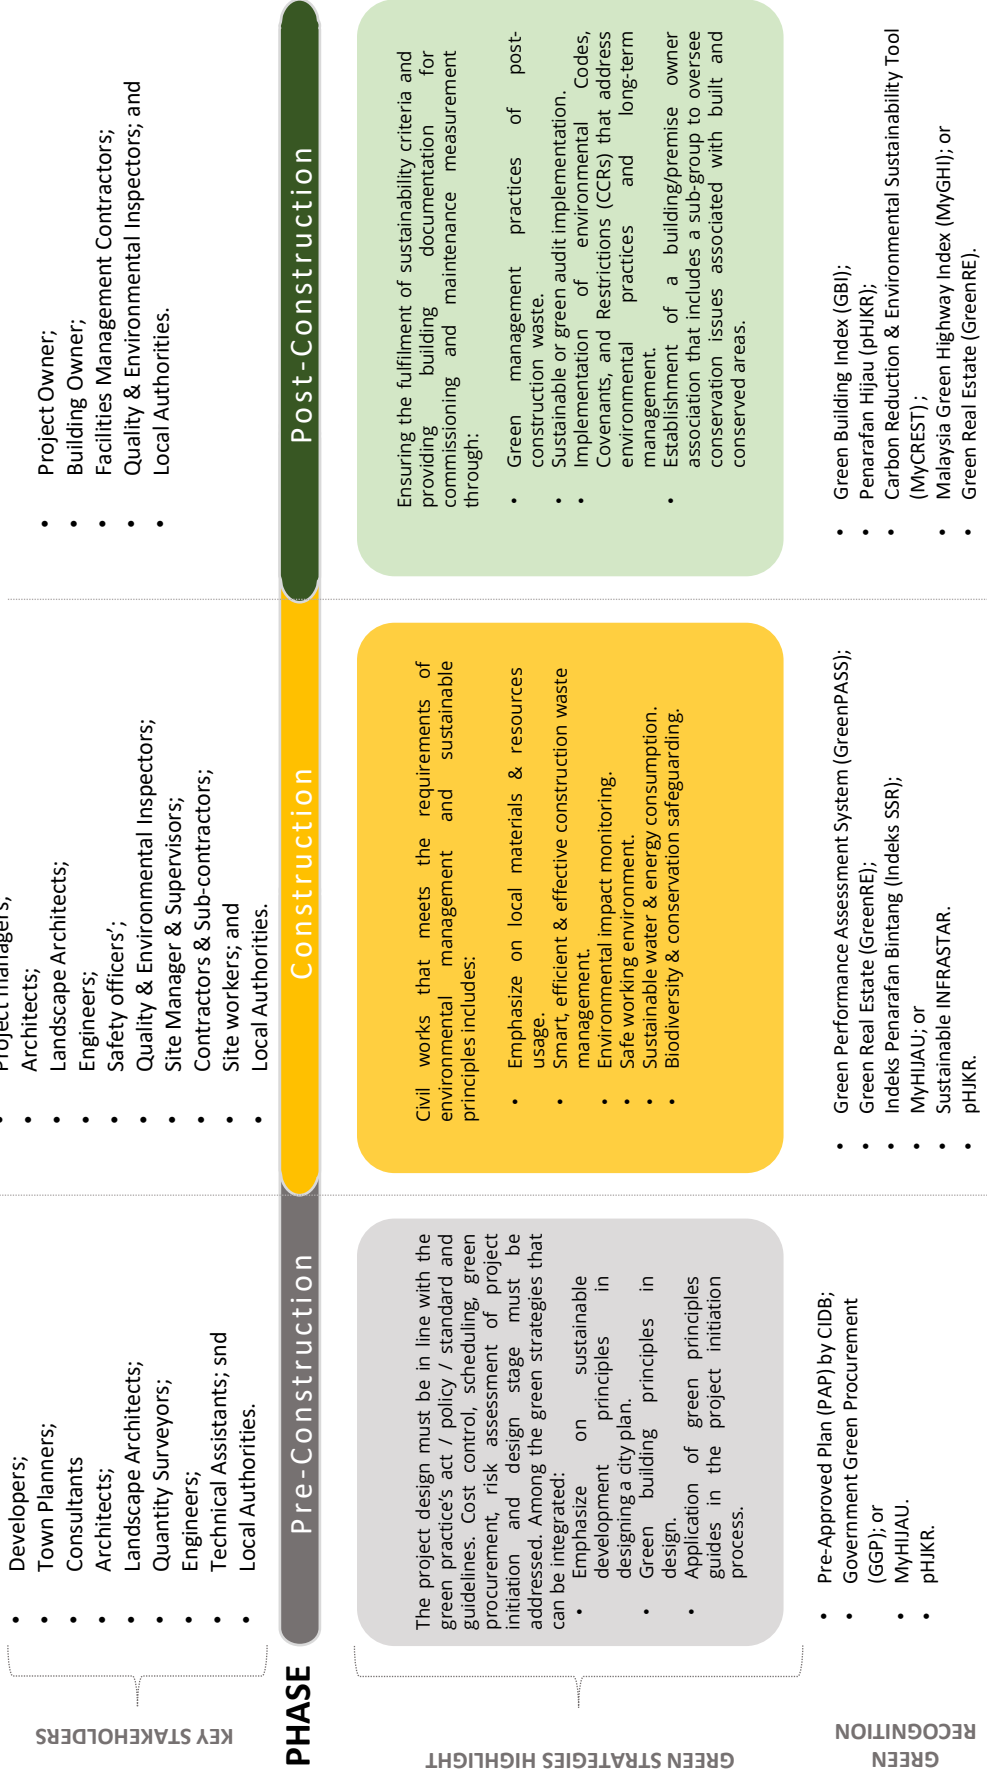 KEY STAKEHOLDERS
Developers;
Town Planners;
Consultants
Architects;
Landscape Architects;
Quantity Surveyors;
Engineers;
Technical Assistants; snd
Local Authorities.
Project managers;
Architects;
Landscape Architects;
Engineers;
Safety officers’;
Quality & Environmental Inspectors;
Site Manager & Supervisors;
Contractors & Sub-contractors;
Site workers; and
Local Authorities.
Project Owner;
Building Owner;
Facilities Management Contractors;
Quality & Environmental Inspectors; and
Local Authorities.
PHASE
Pre-Construction
Construction
Post-Construction
GREEN STRATEGIES HIGHLIGHT
The project design must be in line with the
green practice’s act / policy / standard and
guidelines. Cost control, scheduling, green
procurement, risk assessment of project
initiation and design stage must be
addressed. Among the green strategies that
can be integrated:
• Emphasize on sustainable
development principles in
designing a city plan.
• Green building principles in
design.
• Application of green principles
guides in the project initiation
process.
Civil works that meets the requirements of
environmental management and sustainable
principles includes:
• Emphasize on local materials & resources
usage.
• Smart, efficient & effective construction waste
management.
• Environmental impact monitoring.
• Safe working environment.
• Sustainable water & energy consumption.
• Biodiversity & conservation safeguarding.
Ensuring the fulfilment of sustainability criteria and
providing building documentation for
commissioning and maintenance measurement
through:
• Green management practices of post-
construction waste.
• Sustainable or green audit implementation.
• Implementation of environmental Codes,
Covenants, and Restrictions (CCRs) that address
environmental practices and long-term
management.
• Establishment of a building/premise owner
association that includes a sub-group to oversee
conservation issues associated with built and
conserved areas.
GREEN
RECOGNITION
• Pre-Approved Plan (PAP) by CIDB;
• Government Green Procurement
(GGP); or
• MyHIJAU.
• pHJKR.
• Green Performance Assessment System (GreenPASS);
• Green Real Estate (GreenRE);
• Indeks Penarafan Bintang (Indeks SSR);
• MyHIJAU; or
• Sustainable INFRASTAR.
• pHJKR.
• Green Building Index (GBI);
• Penarafan Hijau (pHJKR);
• Carbon Reduction & Environmental Sustainability Tool
(MyCREST) ;
• Malaysia Green Highway Index (MyGHI); or
• Green Real Estate (GreenRE).